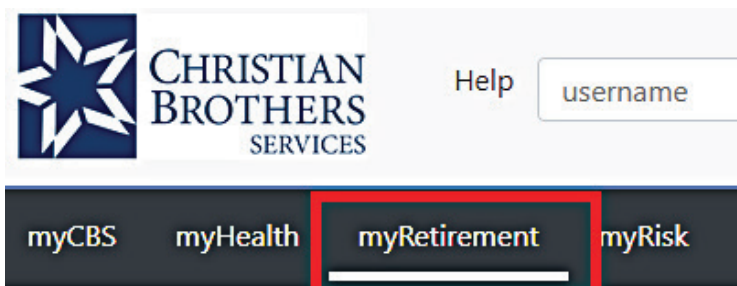 CHRISTIAN
BROTHERS
SERVICES
Help
username
myCBS myHealth myRetirement myRisk